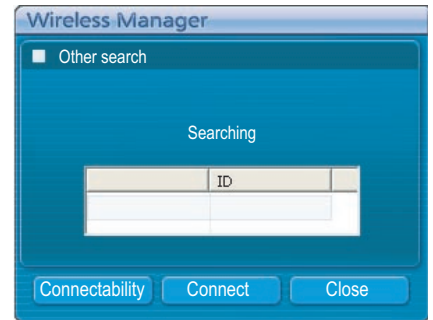 Wireless Manager
Other search
Searching
ID
Connectability Connect Close